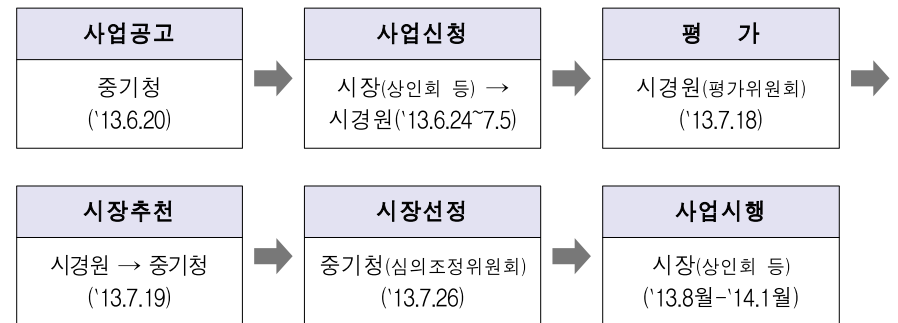 사업공고
중기청
(‘13.6.20)
사업신청
시장(상인회 등) →
시경원(‘13.6.24~7.5)
평 가
시경원(평가위원회)
(‘13.7.18)
시장추천
시경원 → 중기청
(‘13.7.19)
시장선정
중기청(심의조정위원회)
(‘13.7.26)
사업시행
시장(상인회 등)
(‘13.8월-‘14.1월)